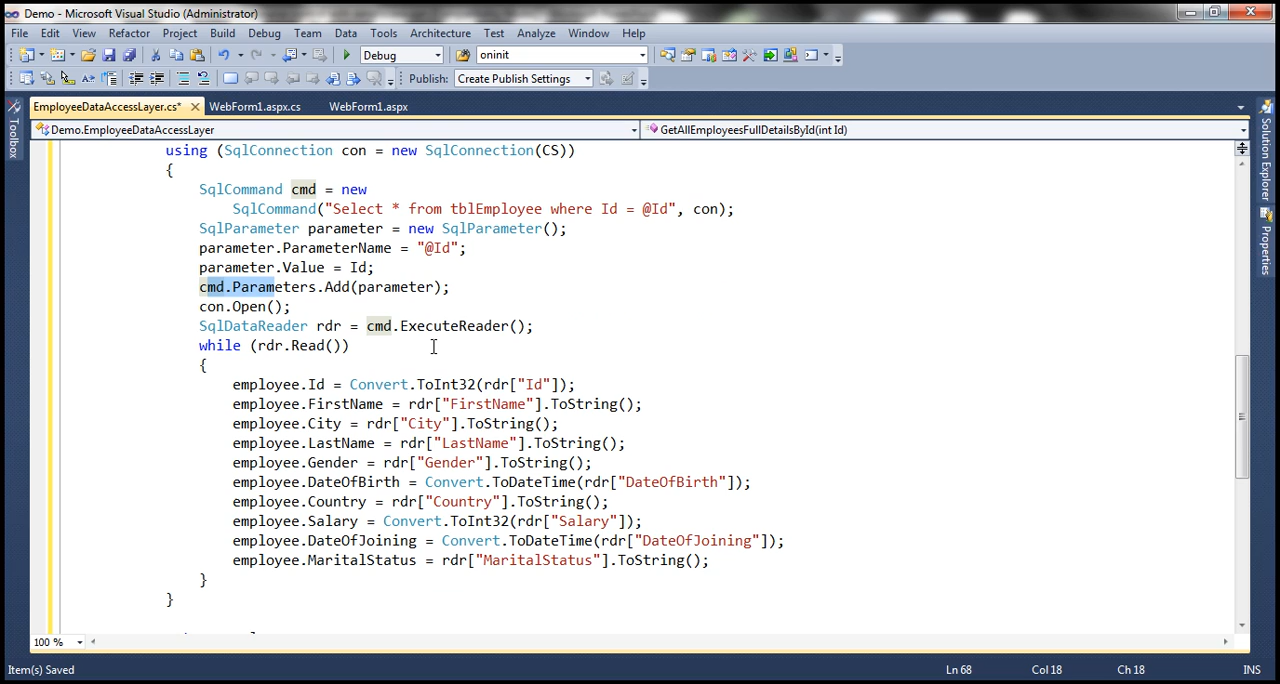 Demo - Microsoft Visual Studio (Administrator)
File Edit View Refactor Project Build Debug Team Data Tools Architecture Test Analyze Window Help
Debug oninit
Publish: Create Publish Settings
EmployeeDataAccessLayer.cs* WebForm1.aspx.cs WebForm1.aspx
Demo.EmployeeDataAccessLayer GetAllEmployeesFullDetailsById(int Id)
Toolbox
Solution Explorer
Properties
using (SqlConnection con = new SqlConnection(CS))
{
SqlCommand cmd = new
SqlCommand("Select * from tblEmployee where Id = @Id", con);
SqlParameter parameter = new SqlParameter();
parameter.ParameterName = "@Id";
parameter.Value = Id;
cmd.Parameters.Add(parameter);
con.Open();
SqlDataReader rdr = cmd.ExecuteReader();
while (rdr.Read())
{
employee.Id = Convert.ToInt32(rdr["Id"]);
employee.FirstName = rdr["FirstName"].ToString();
employee.City = rdr["City"].ToString();
employee.LastName = rdr["LastName"].ToString();
employee.Gender = rdr["Gender"].ToString();
employee.DateOfBirth = Convert.ToDateTime(rdr["DateOfBirth"]);
employee.Country = rdr["Country"].ToString();
employee.Salary = Convert.ToInt32(rdr["Salary"]);
employee.DateOfJoining = Convert.ToDateTime(rdr["DateOfJoining"]);
employee.MaritalStatus = rdr["MaritalStatus"].ToString();
}
}
100 %
Item(s) Saved Ln 68 Col 18 Ch 18 INS